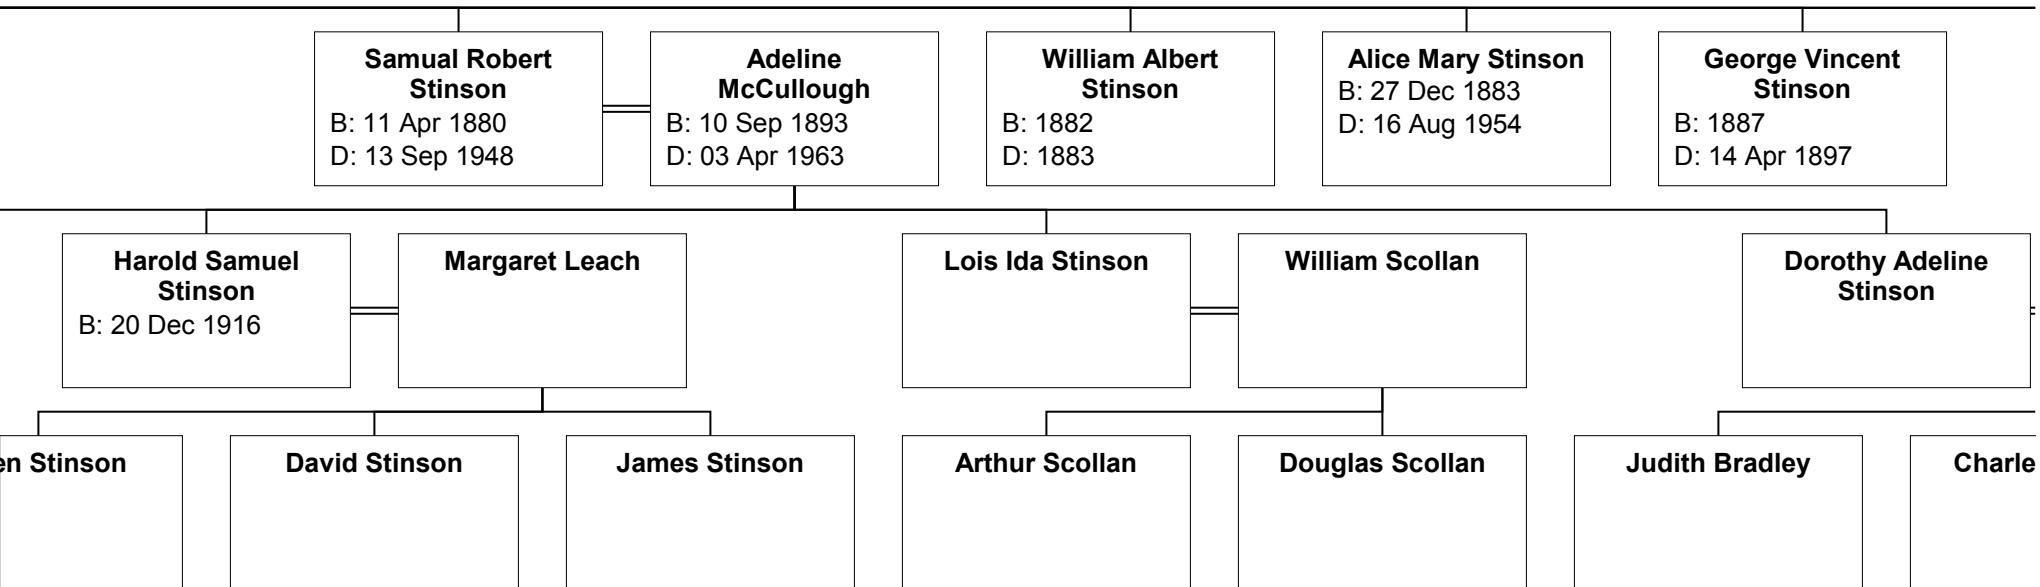 Samual Robert
Stinson
B: 11 Apr 1880
D: 13 Sep 1948
Adeline
McCullough
B: 10 Sep 1893
D: 03 Apr 1963
William Albert
Stinson
B: 1882
D: 1883
Alice Mary Stinson
B: 27 Dec 1883
D: 16 Aug 1954
George Vincent
Stinson
B: 1887
D: 14 Apr 1897
Harold Samuel
Stinson
B: 20 Dec 1916
Margaret Leach
Lois Ida Stinson
William Scollan
Dorothy Adeline
Stinson
Stinson
David Stinson
James Stinson
Arthur Scollan
Douglas Scollan
Judith Bradley